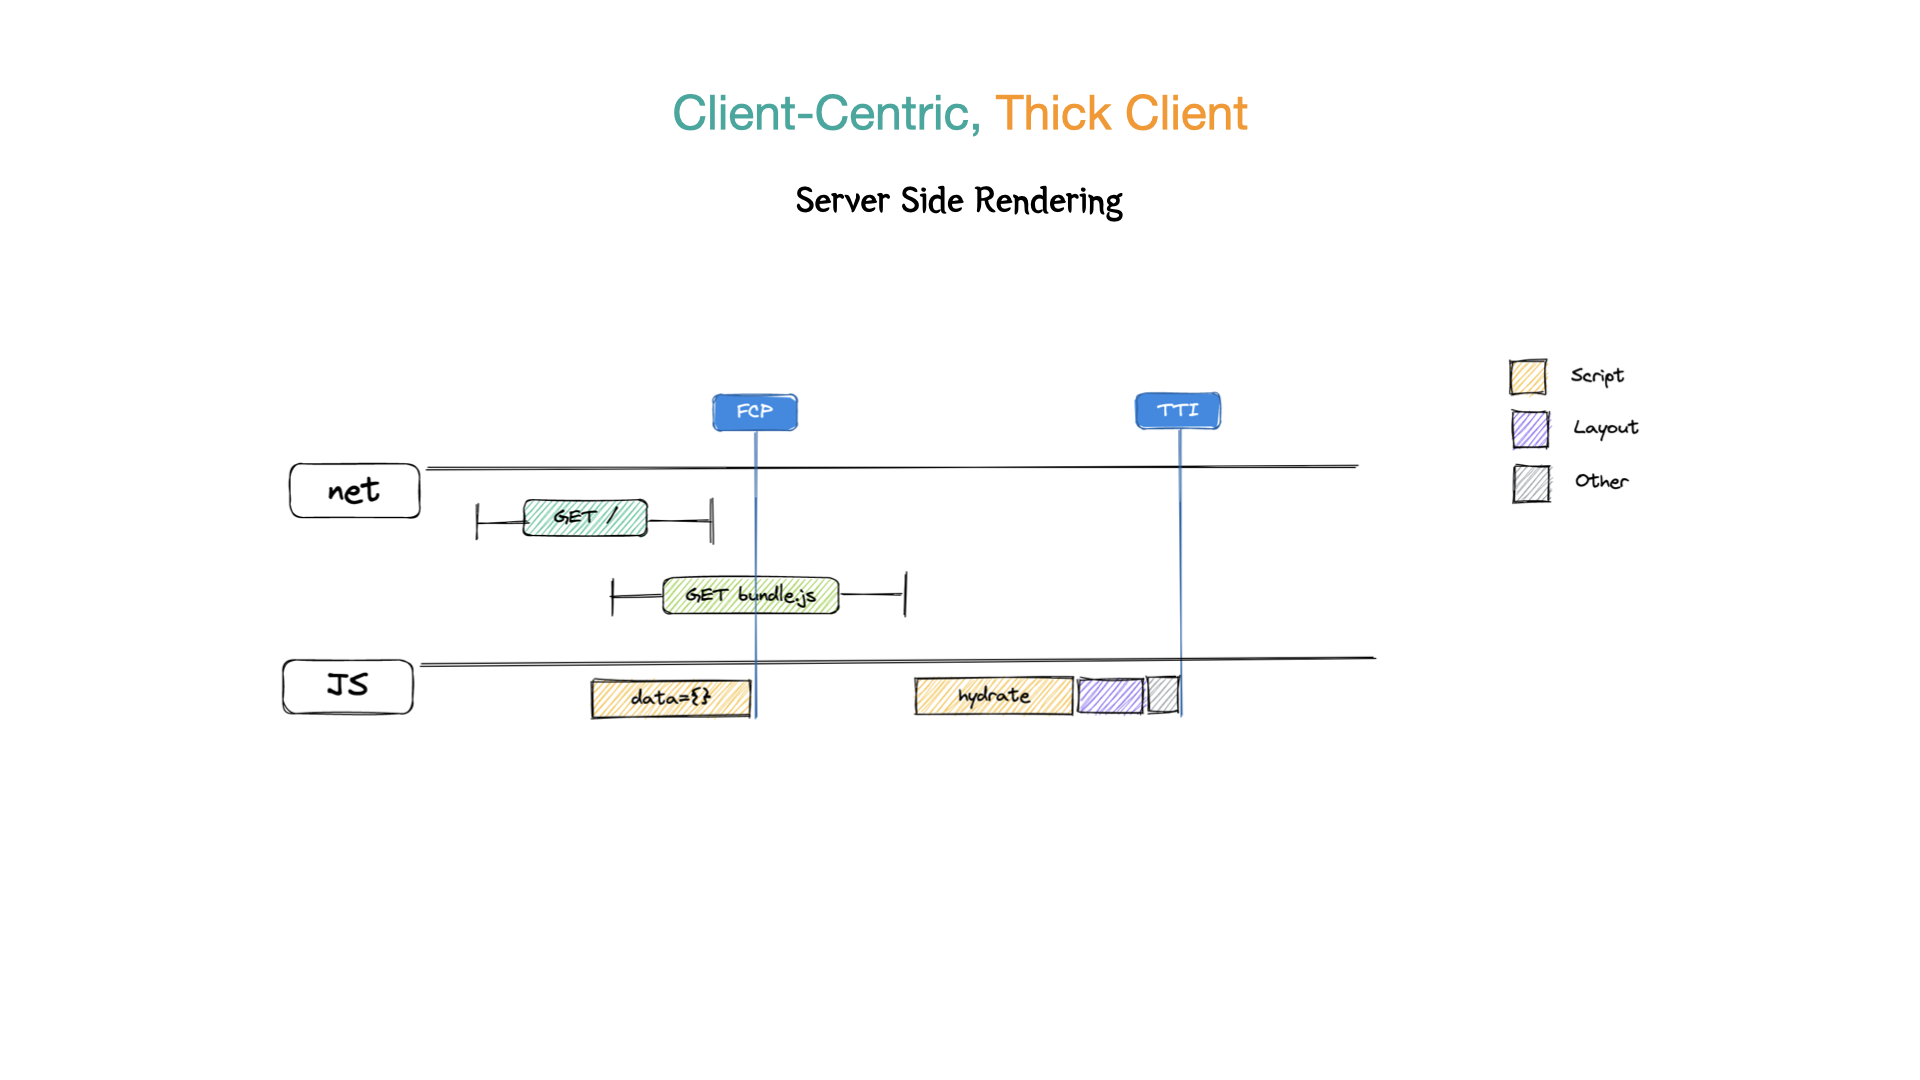 Client-Centric, Thick Client
Server Side Rendering
FCP
TTI
Script
Layout
Other
net
GET /
GET bundle.js
JS
data={}
hydrate